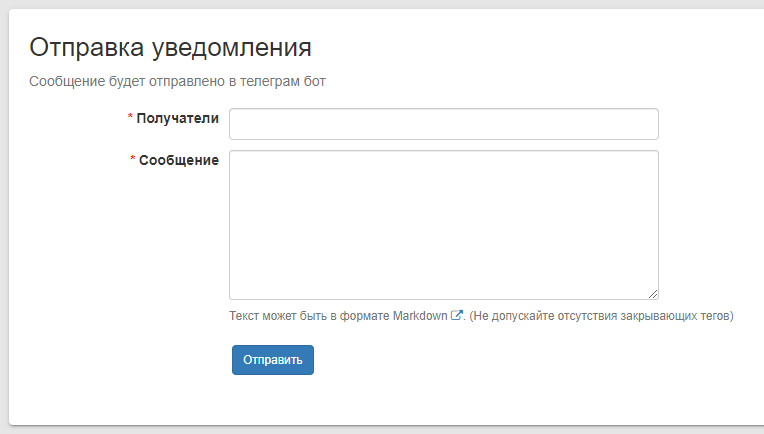 Отправка уведомления
Сообщение будет отправлено в телеграм бот
* Получатели
* Сообщение
Текст может быть в формате Markdown . (Не допускайте отсутствия закрывающих тегов)
Отправить